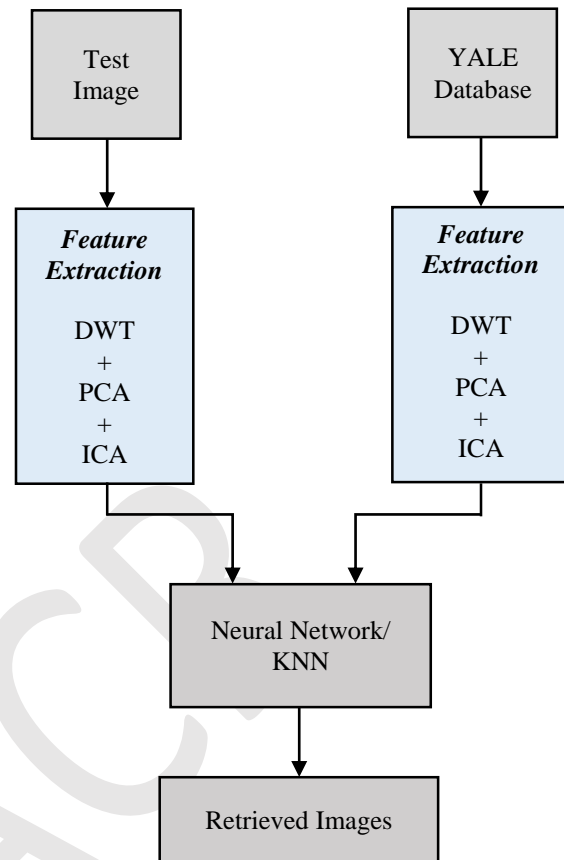 Test
Image
YALE
Database
Feature
Extraction
DWT
+
PCA
+
ICA
Feature
Extraction
DWT
+
PCA
+
ICA
Neural Network/
KNN
Retrieved Images